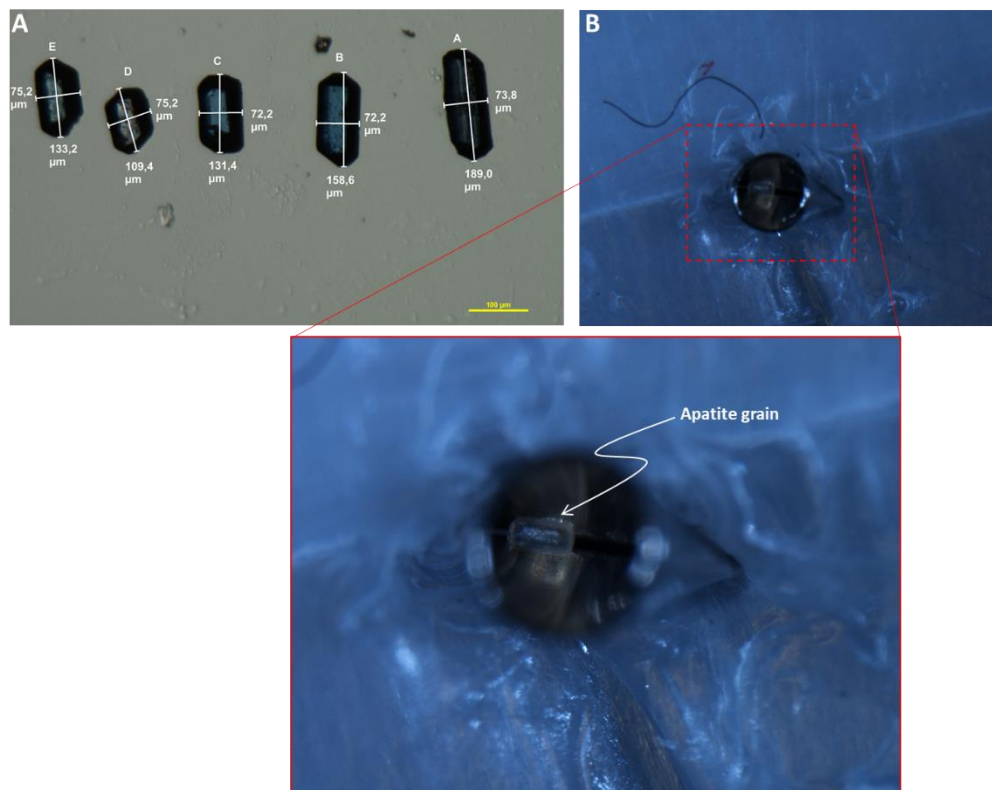 A
B
E
75,2
µm
133,2
µm
D
75,2
µm
109,4
µm
C
72,2
µm
131,4
µm
B
72,2
µm
158,6
µm
A
73,8
µm
189,0
µm
100 µm
Apatite grain